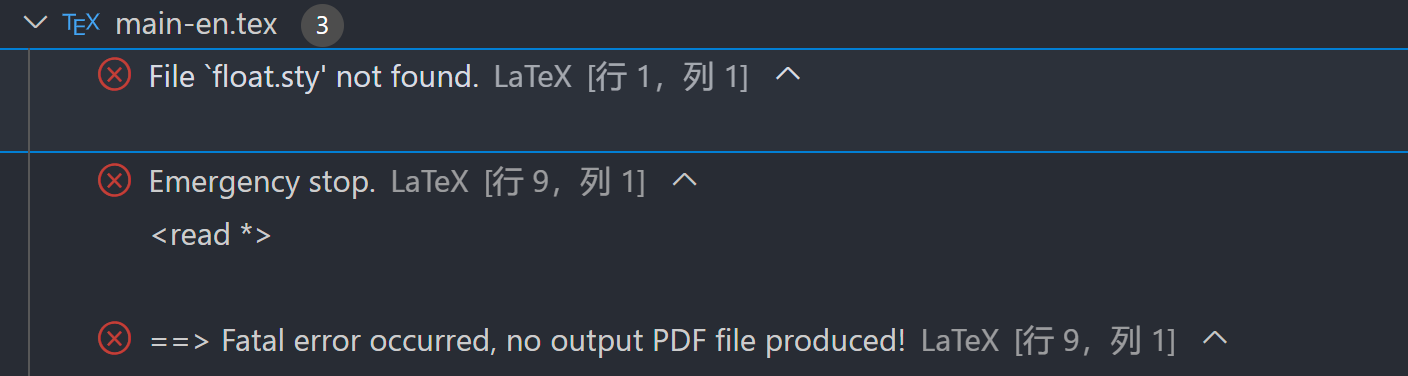 TEX main-en.tex 3
File `float.sty' not found. LaTeX [行 1，列 1]
Emergency stop. LaTeX [行 9，列 1]
<read *>
==> Fatal error occurred, no output PDF file produced! LaTeX [行 9，列 1]